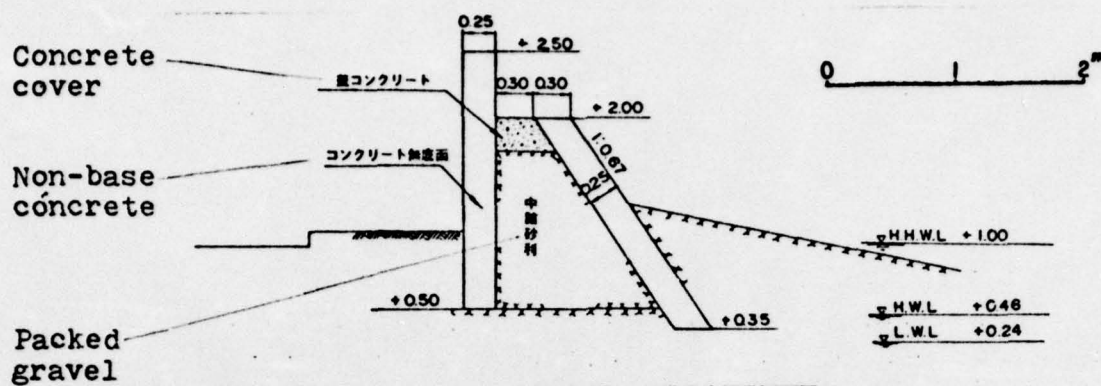 0.25
+ 2.50
Concrete
cover
蓋コンクリート
0.30 0.30
+ 2.00
0 1 2m
1:0.67
Non-base
concrete
コンクリート無底面
0.25
中詰砂利
H.H.W.L + 1.00
+0.50
H.W.L +0.46
+0.35
L.W.L +0.24
Packed
gravel